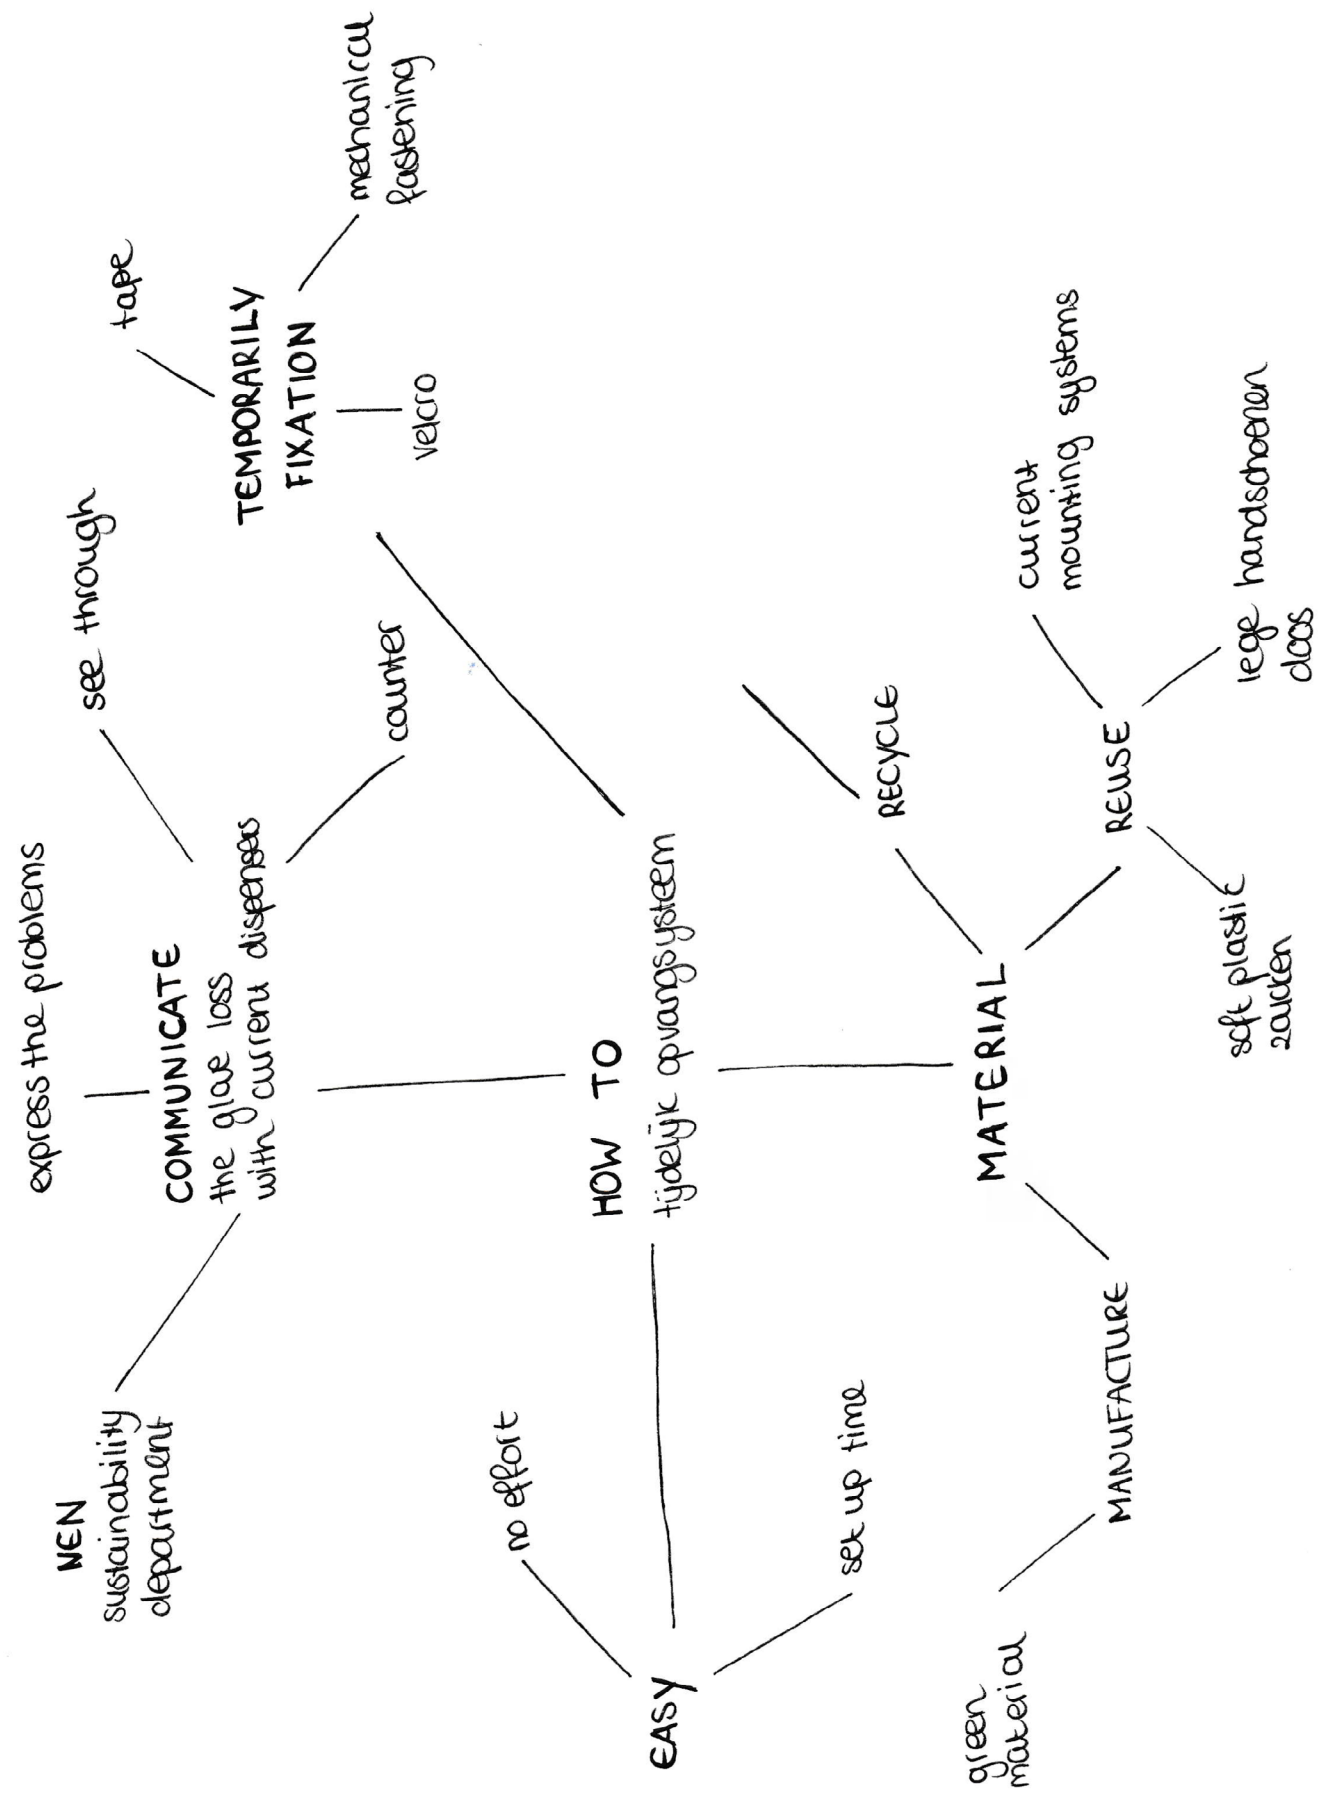 express the problems
NEN
sustainability
department
COMMUNICATE
the glove loss
with current dispensers
see through
counter
tape
TEMPORARILY
FIXATION
mechanical
fastening
velcro
HOW TO
tijdelijk opvangsysteem
no effort
EASY
set up time
MATERIAL
RECYCLE
REUSE
current
mounting systems
lege handschoenen
doos
soft plastic
zakken
MANUFACTURE
green
material